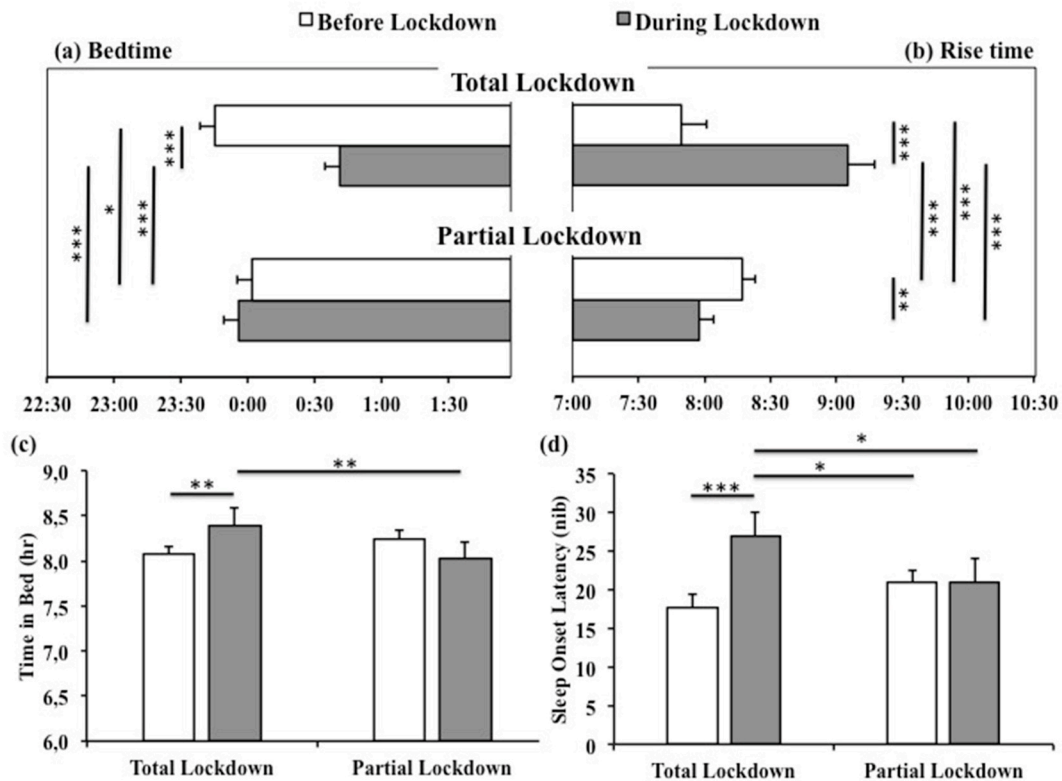 Before Lockdown During Lockdown
(a) Bedtime (b) Rise time
Total Lockdown
***
***
*
***
***
***
***
***
***
Partial Lockdown
**
22:30 23:00 23:30 0:00 0:30 1:00 1:30 7:00 7:30 8:00 8:30 9:00 9:30 10:00 10:30
(c)
Time in Bed (hr)
9,0
8,5
8,0
7,5
7,0
6,5
6,0
**
**
Total Lockdown Partial Lockdown
(d)
Sleep Onset Latency (nib)
35
30
25
20
15
10
5
0
***
*
*
Total Lockdown Partial Lockdown